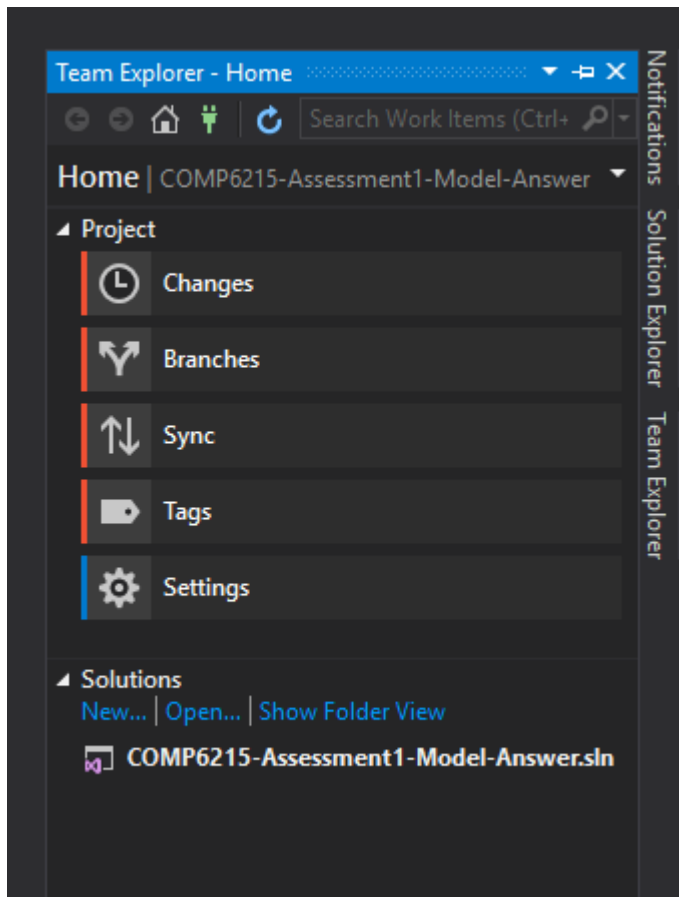 Team Explorer - Home
Search Work Items (Ctrl+
Home | COMP6215-Assessment1-Model-Answer
Project
Changes
Branches
Sync
Tags
Settings
Solutions
New... | Open... | Show Folder View
COMP6215-Assessment1-Model-Answer.sln
Notifications
Solution Explorer
Team Explorer